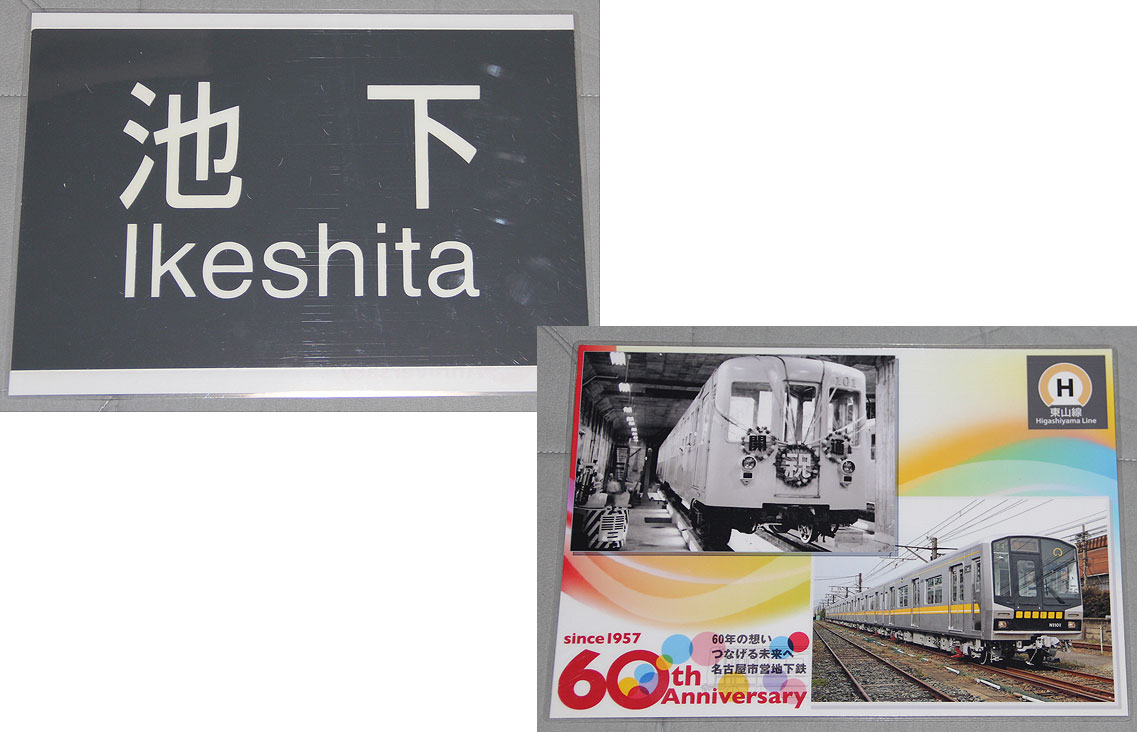 池下
Ikeshita
101
開 祝 通
H
東山線
Higashiyama Line
N1101
since1957
60th
Anniversary
60年の想い
つなげる未来へ
名古屋市営地下鉄